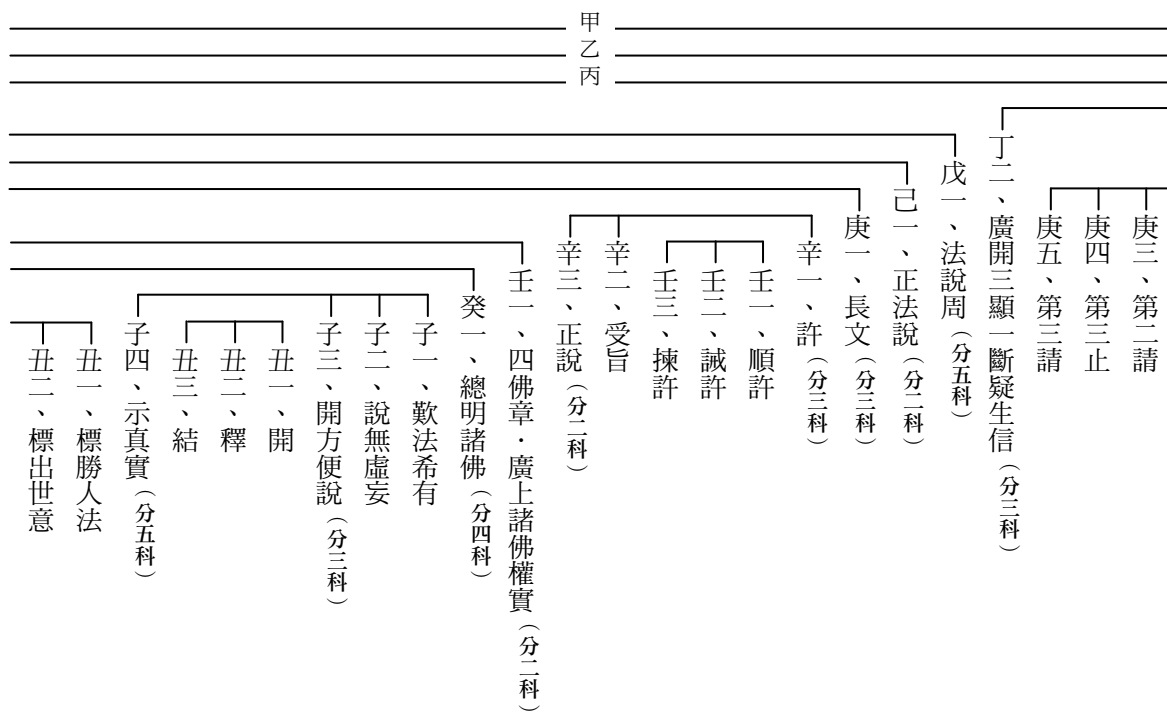 甲
乙
丙
庚三、第二請
庚四、第三止
庚五、第三請
丁二、廣開三顯一斷疑生信（分三科）
戊一、法說周（分五科）
己一、正法說（分二科）
庚一、長文（分三科）
辛一、許（分三科）
壬一、順許
壬二、誡許
壬三、揀許
辛二、受旨
辛三、正說（分二科）
壬一、四佛章·廣上諸佛權實（分二科）
癸一、總明諸佛（分四科）
子一、歎法希有
子二、說無虛妄
子三、開方便說（分三科）
丑一、開
丑二、釋
丑三、結
子四、示真實（分五科）
丑一、標勝人法
丑二、標出世意